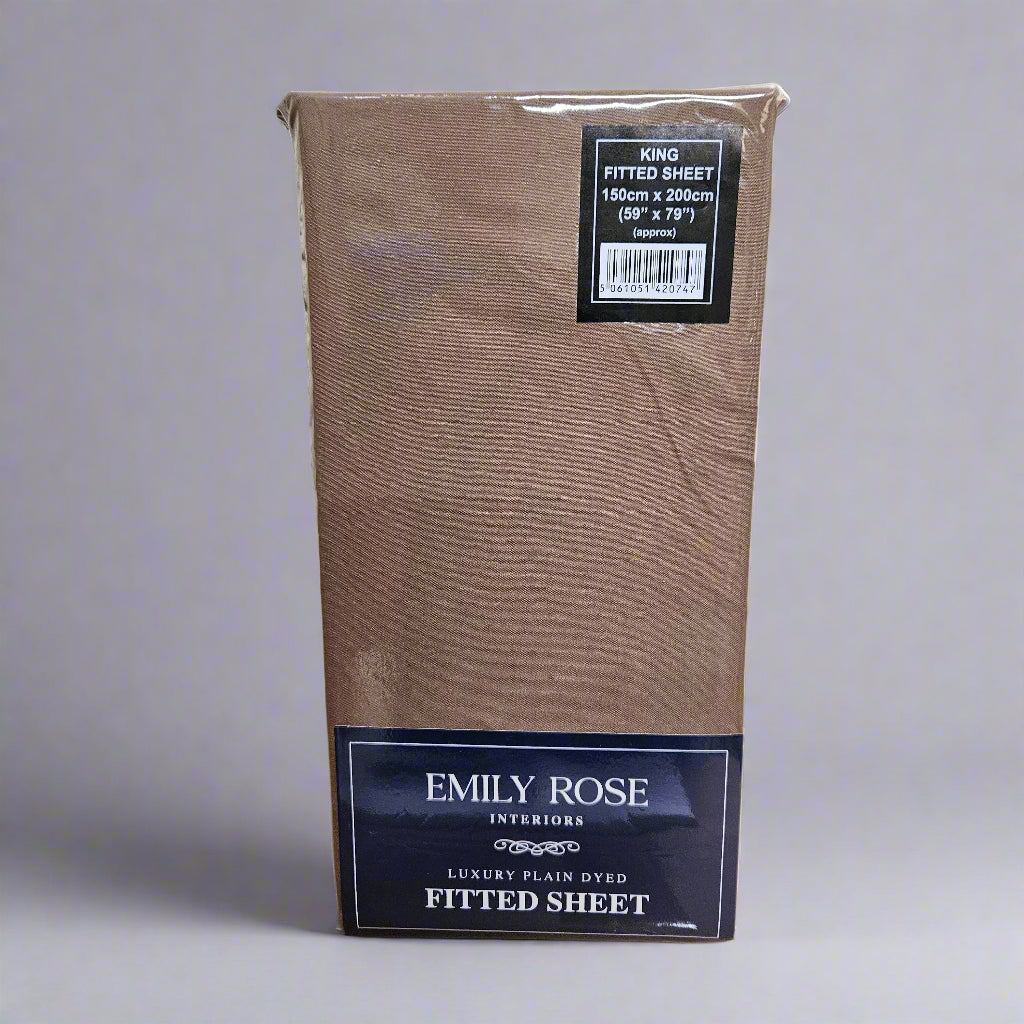 KING
FITTED SHEET
150cm x 200cm
(59” x 79”)
(approx)
5 061051 420747
EMILY ROSE
INTERIORS
LUXURY PLAIN DYED
FITTED SHEET